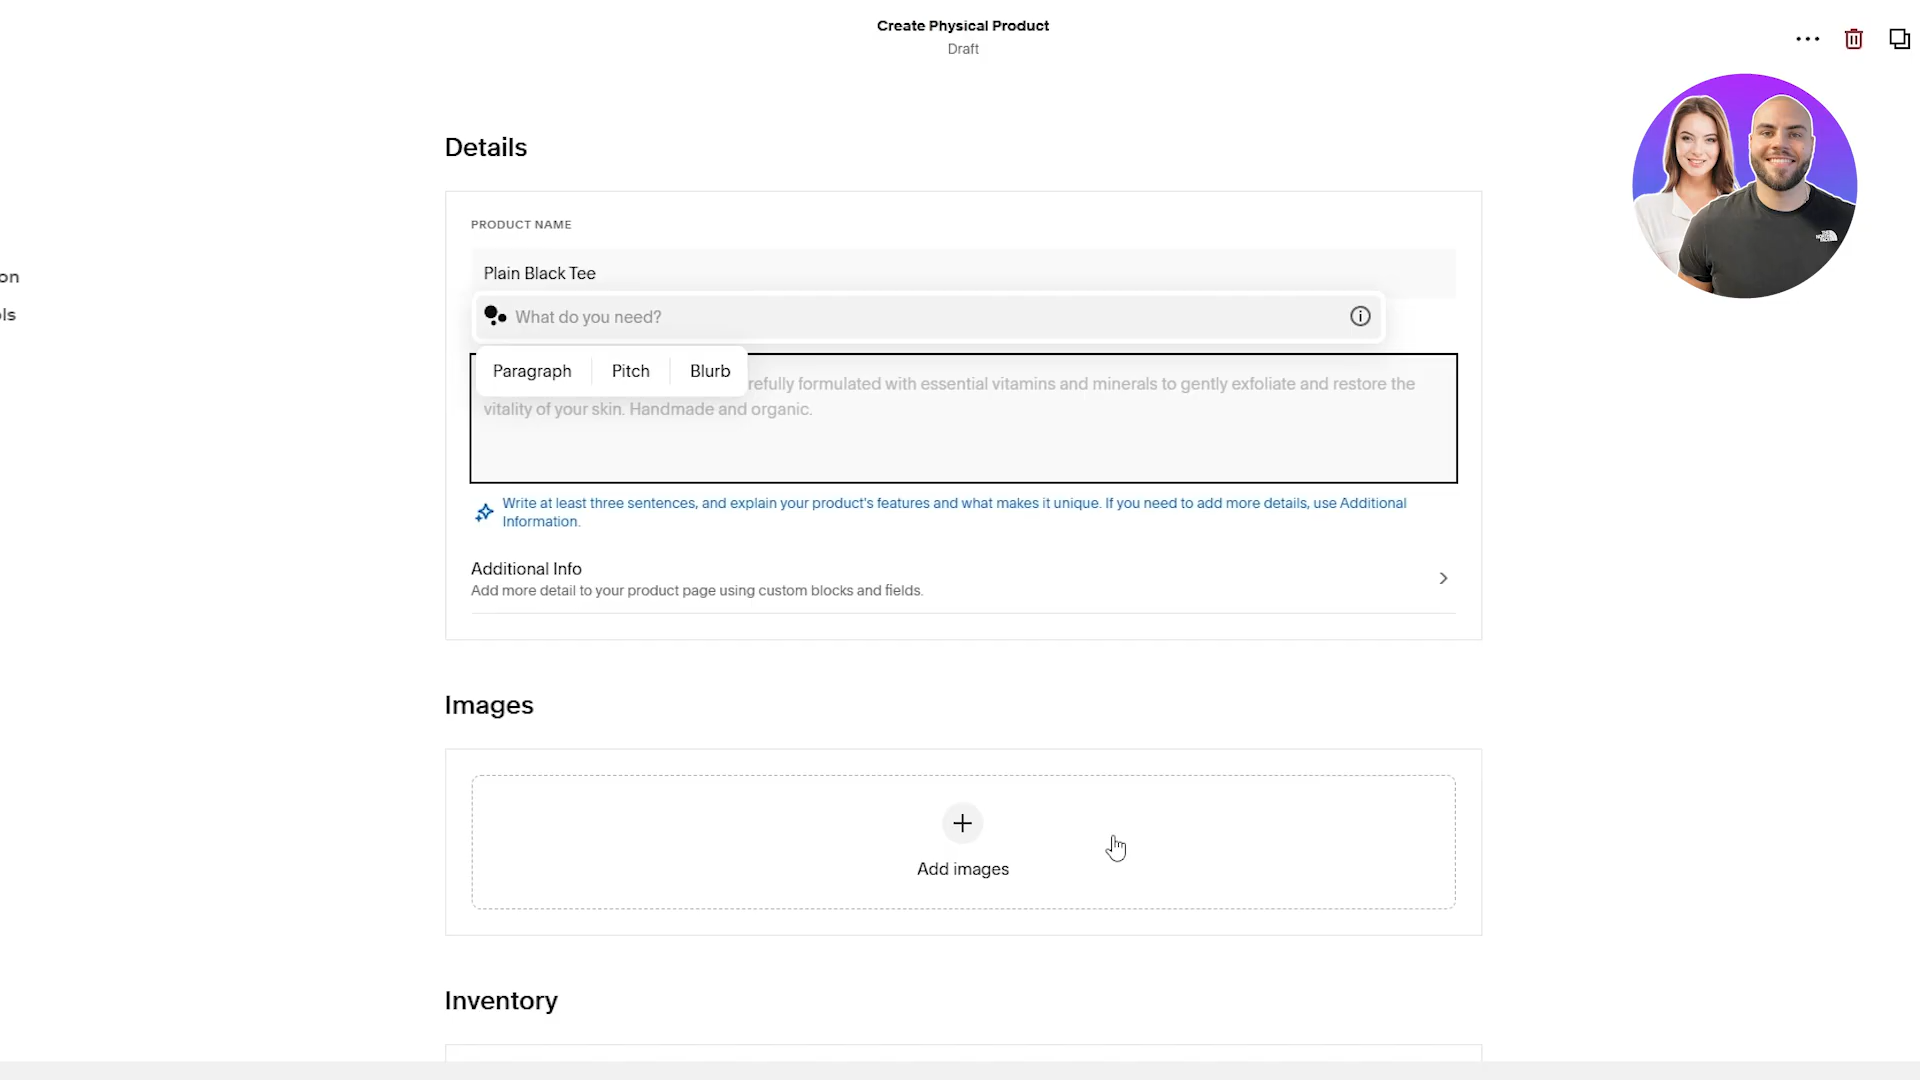 Create Physical Product
Draft
Details
PRODUCT NAME
Plain Black Tee
What do you need?
Paragraph Pitch Blurb
refully formulated with essential vitamins and minerals to gently exfoliate and restore the
vitality of your skin. Handmade and organic.
Write at least three sentences, and explain your product's features and what makes it unique. If you need to add more details, use Additional
Information.
Additional Info
Add more detail to your product page using custom blocks and fields.
on
ls
Images
Add images
Inventory